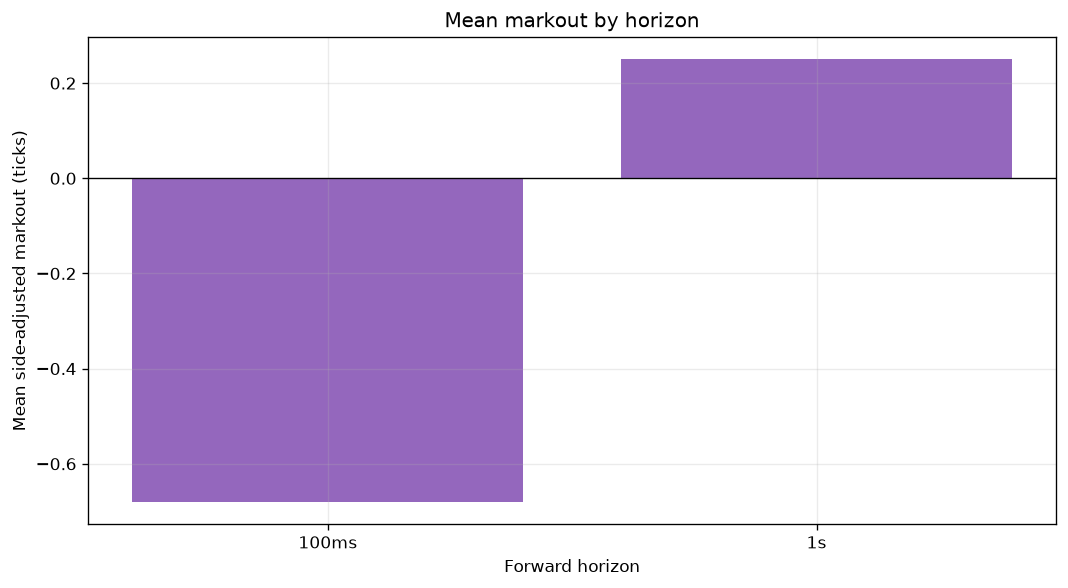 Mean markout by horizon
Mean side-adjusted markout (ticks)
0.2
0.0
−0.2
−0.4
−0.6
100ms
1s
Forward horizon